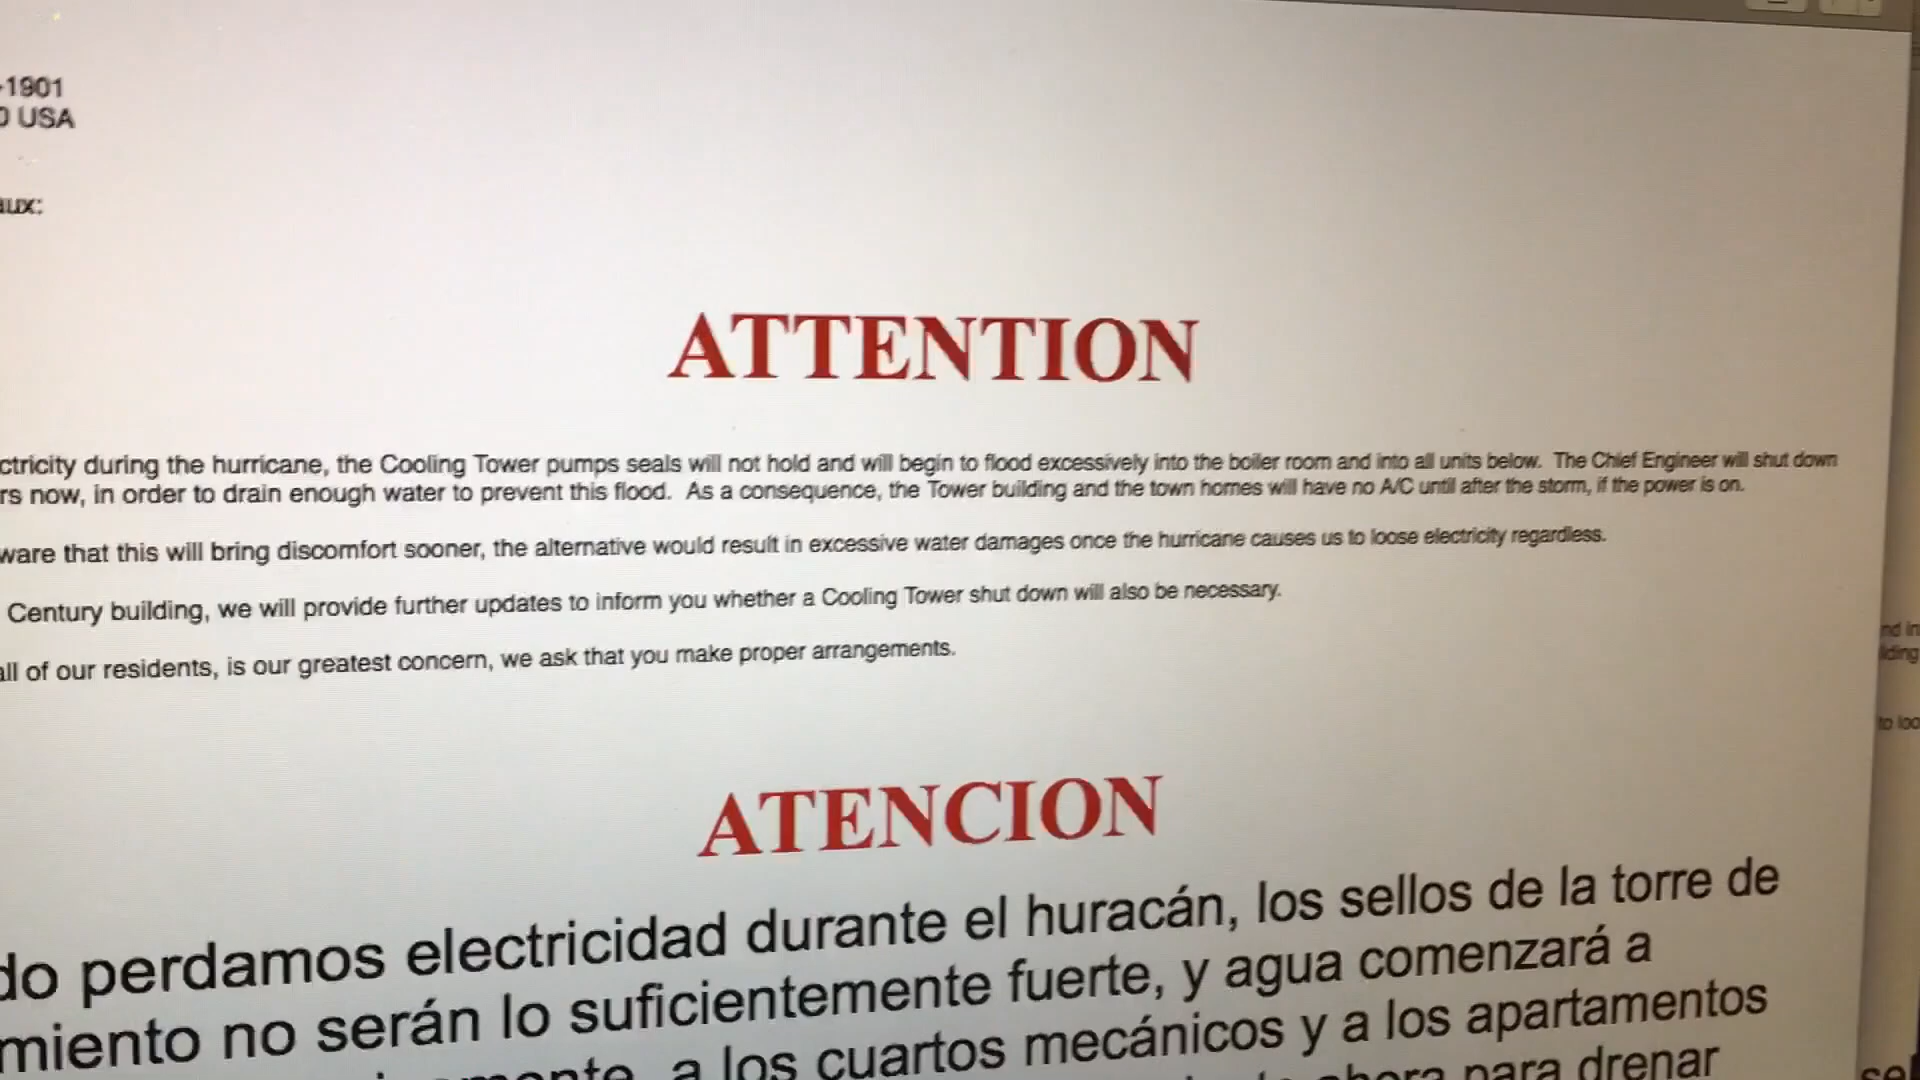 -1901
USA
aux:
ATTENTION
ctricity during the hurricane, the Cooling Tower pumps seals will not hold and will begin to flood excessively into the boiler room and into all units below. The Chief Engineer will shut down
rs now, in order to drain enough water to prevent this flood. As a consequence, the Tower building and the town homes will have no A/C until after the storm, if the power is on.
ware that this will bring discomfort sooner, the alternative would result in excessive water damages once the hurricane causes us to loose electricity regardless.
Century building, we will provide further updates to inform you whether a Cooling Tower shut down will also be necessary.
all of our residents, is our greatest concern, we ask that you make proper arrangements.
nd in
lding
to loo
ATENCION
do perdamos electricidad durante el huracán, los sellos de la torre de
miento no serán lo suficientemente fuerte, y agua comenzará a
a los cuartos mecánicos y a los apartamentos
ahora para drenar